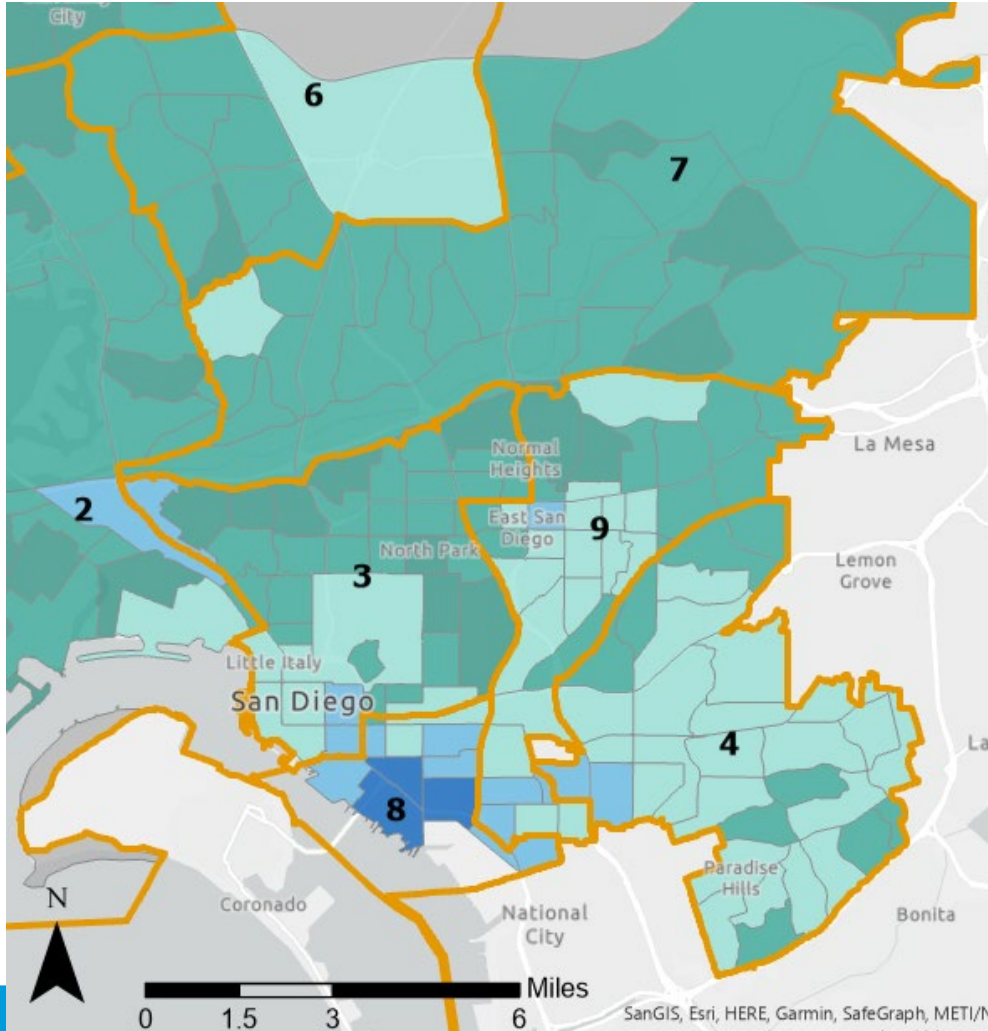 City
6
7
Normal
Heights
La Mesa
2
East San
Diego
9
North Park
3
Lemon
Grove
Little Italy
San Diego
4
8
Paradise
Hills
N
Coronado
National
City
Bonita
Miles
0 1.5 3 6
SanGIS, Esri, HERE, Garmin, SafeGraph, METI/N